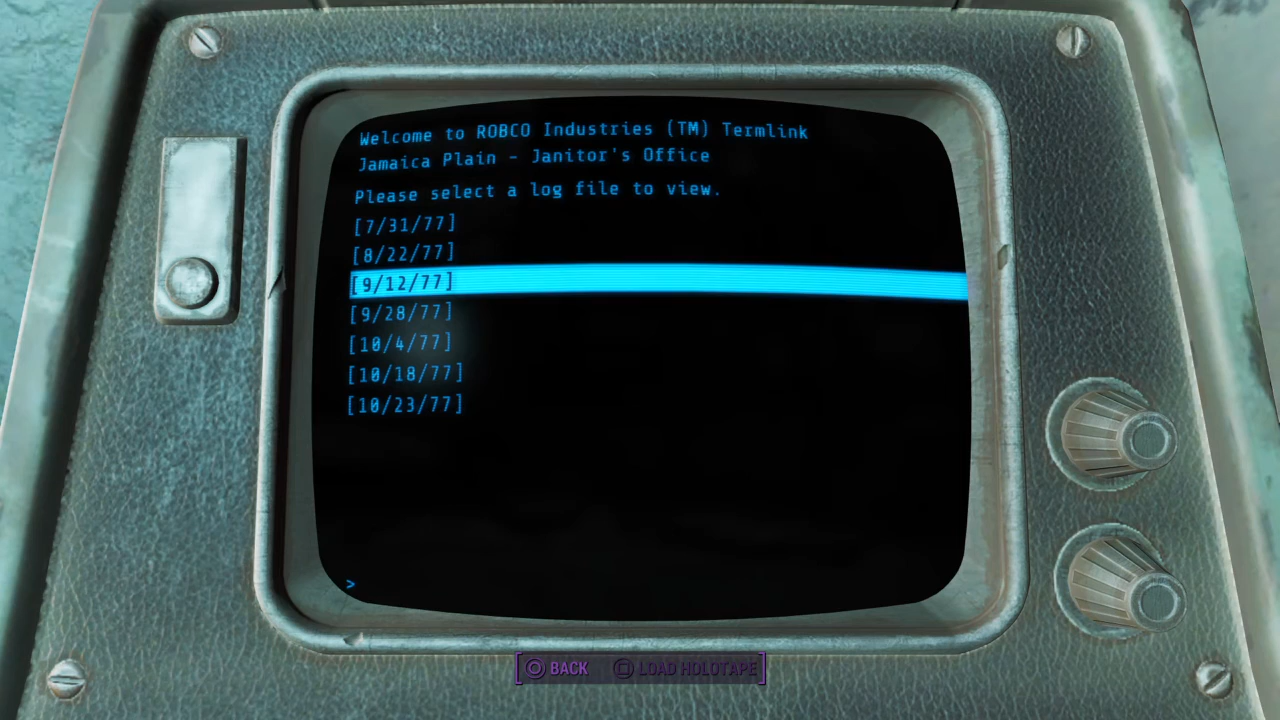 Welcome to ROBCO Industries (TM) Termlink
Jamaica Plain - Janitor's Office
Please select a log file to view.
[7/31/77]
[8/22/77]
[9/12/77]
[9/28/77]
[10/4/77]
[10/18/77]
[10/23/77]
>
BACK LOAD HOLOTAPE